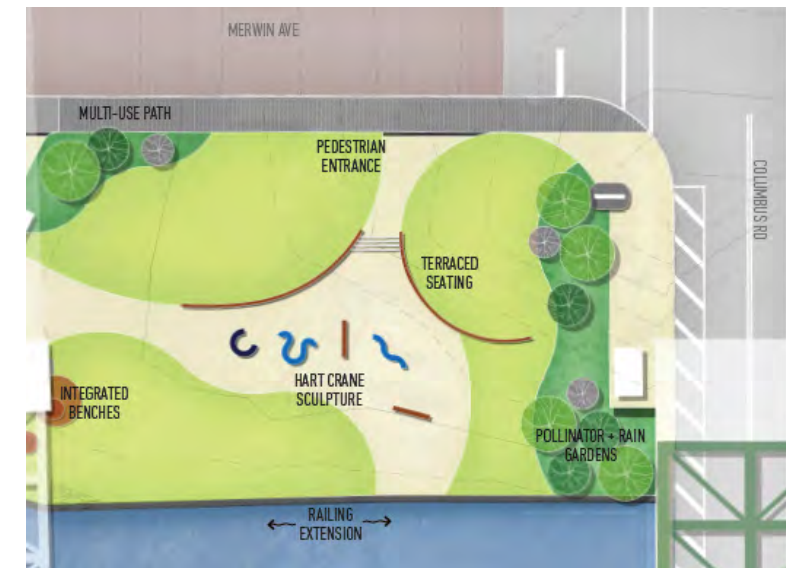 MERWIN AVE
MULTI-USE PATH
PEDESTRIAN
ENTRANCE
COLUMBUS RD
TERRACED
SEATING
HART CRANE
SCULPTURE
INTEGRATED
BENCHES
POLLINATOR + RAIN
GARDENS
RAILING
EXTENSION